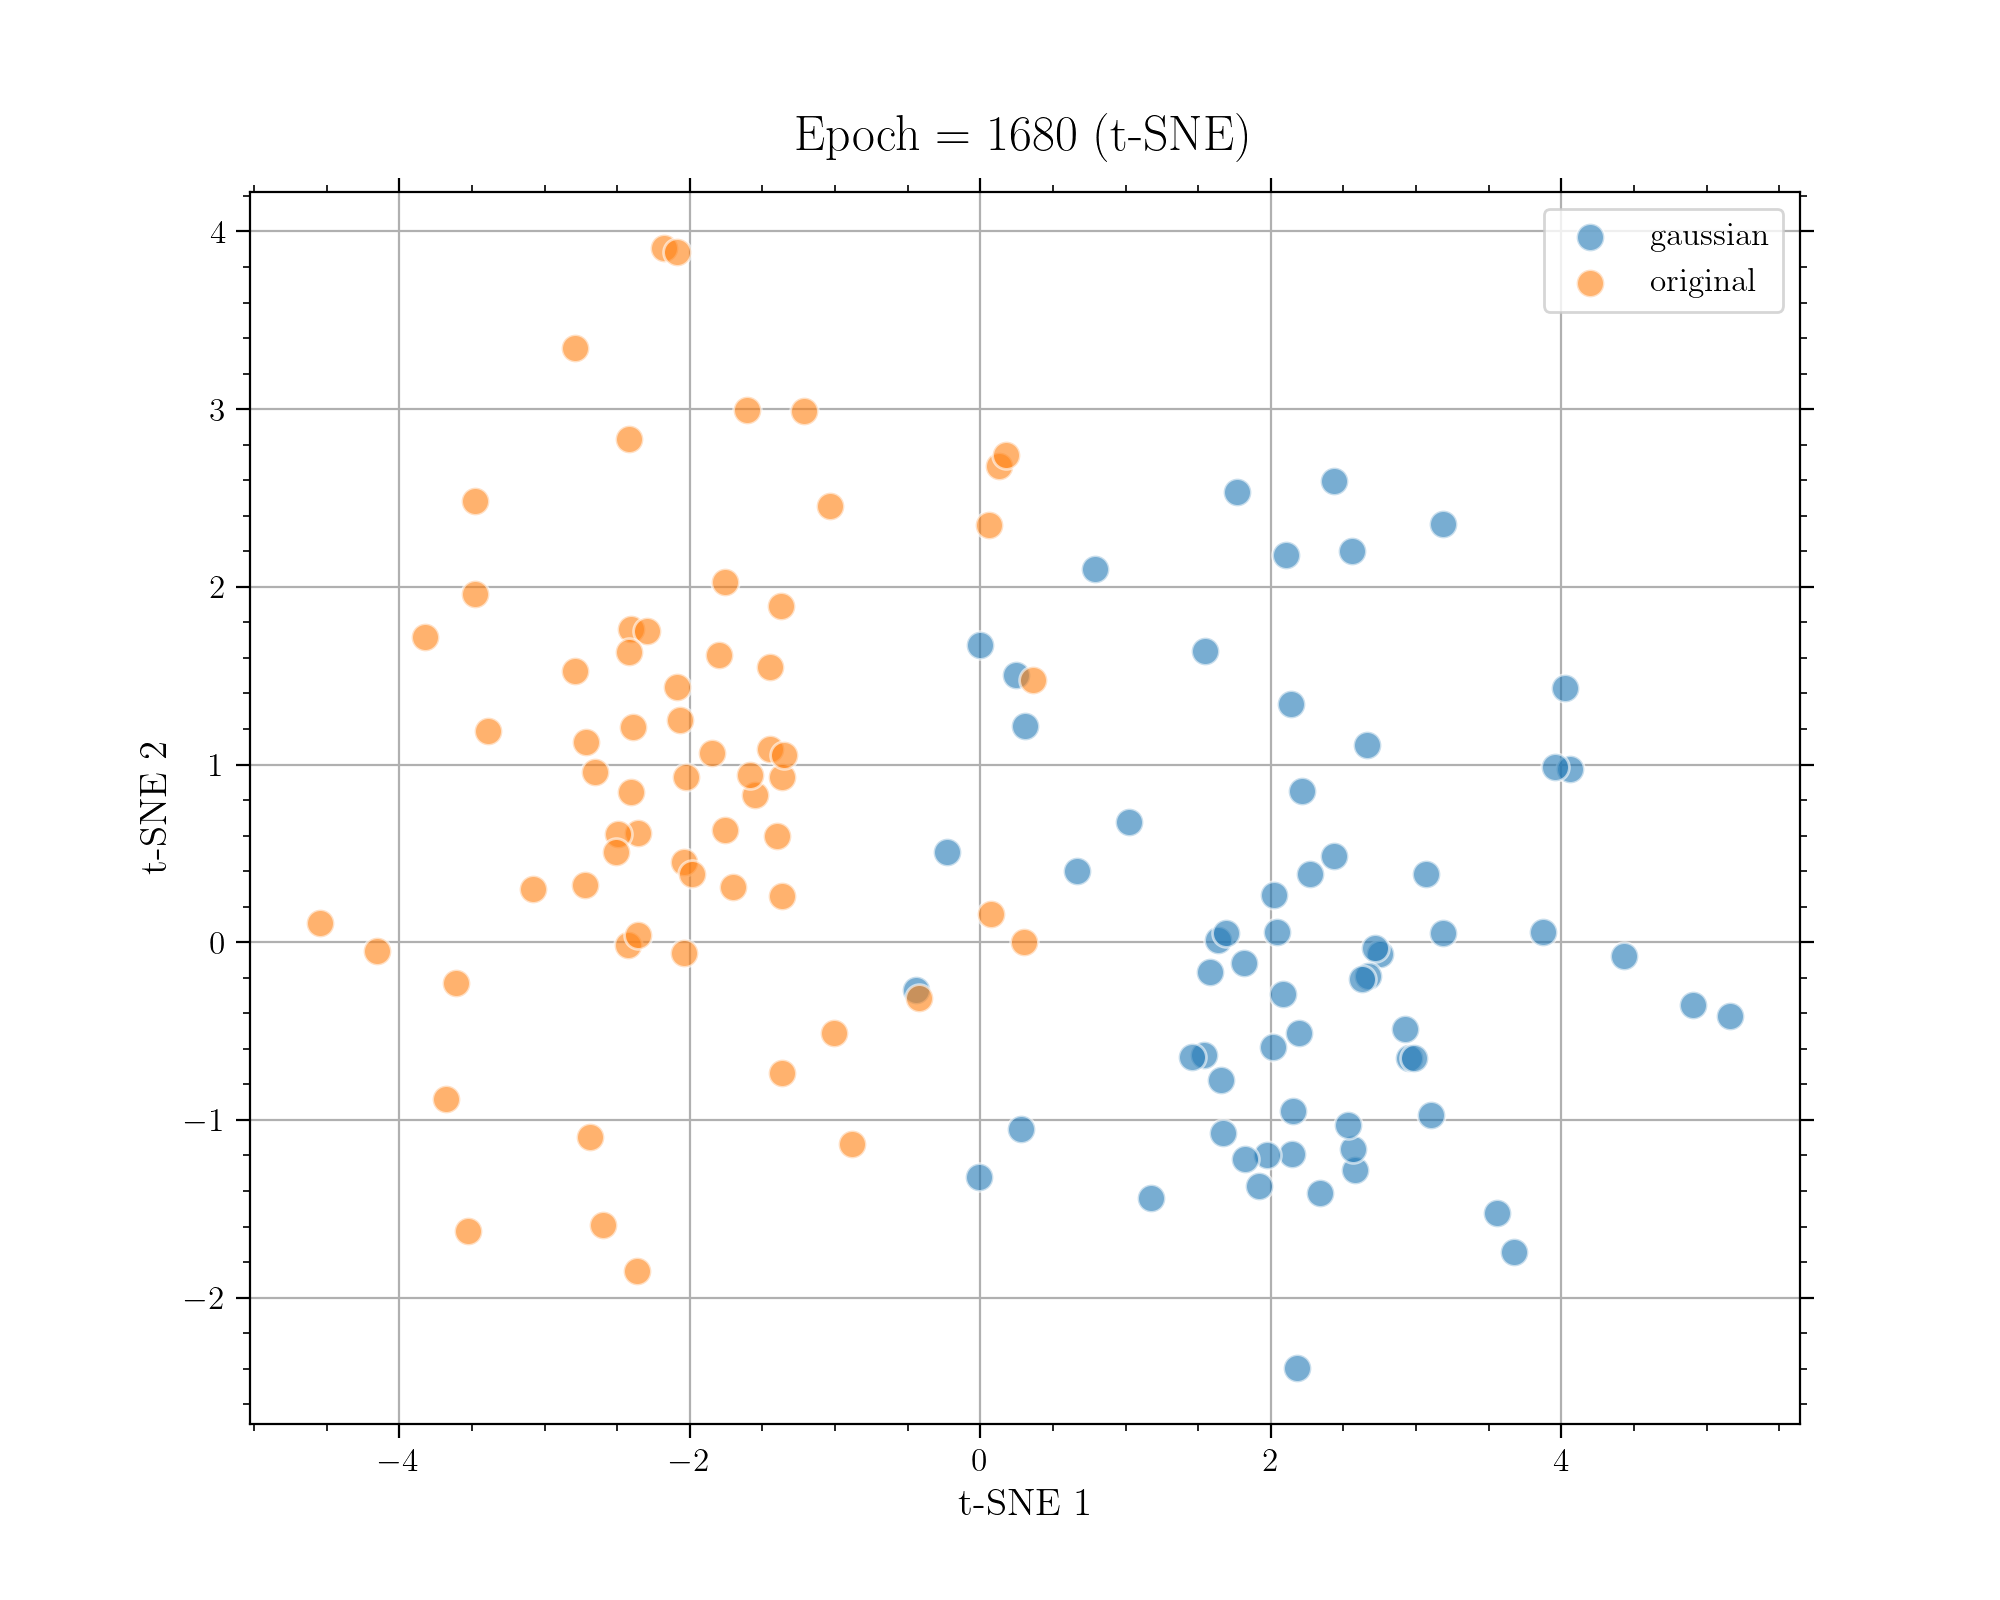 Epoch = 1680 (t-SNE)
gaussian
original
4
3
2
1
0
−1
−2
t-SNE 2
−4
−2
0
2
4
t-SNE 1